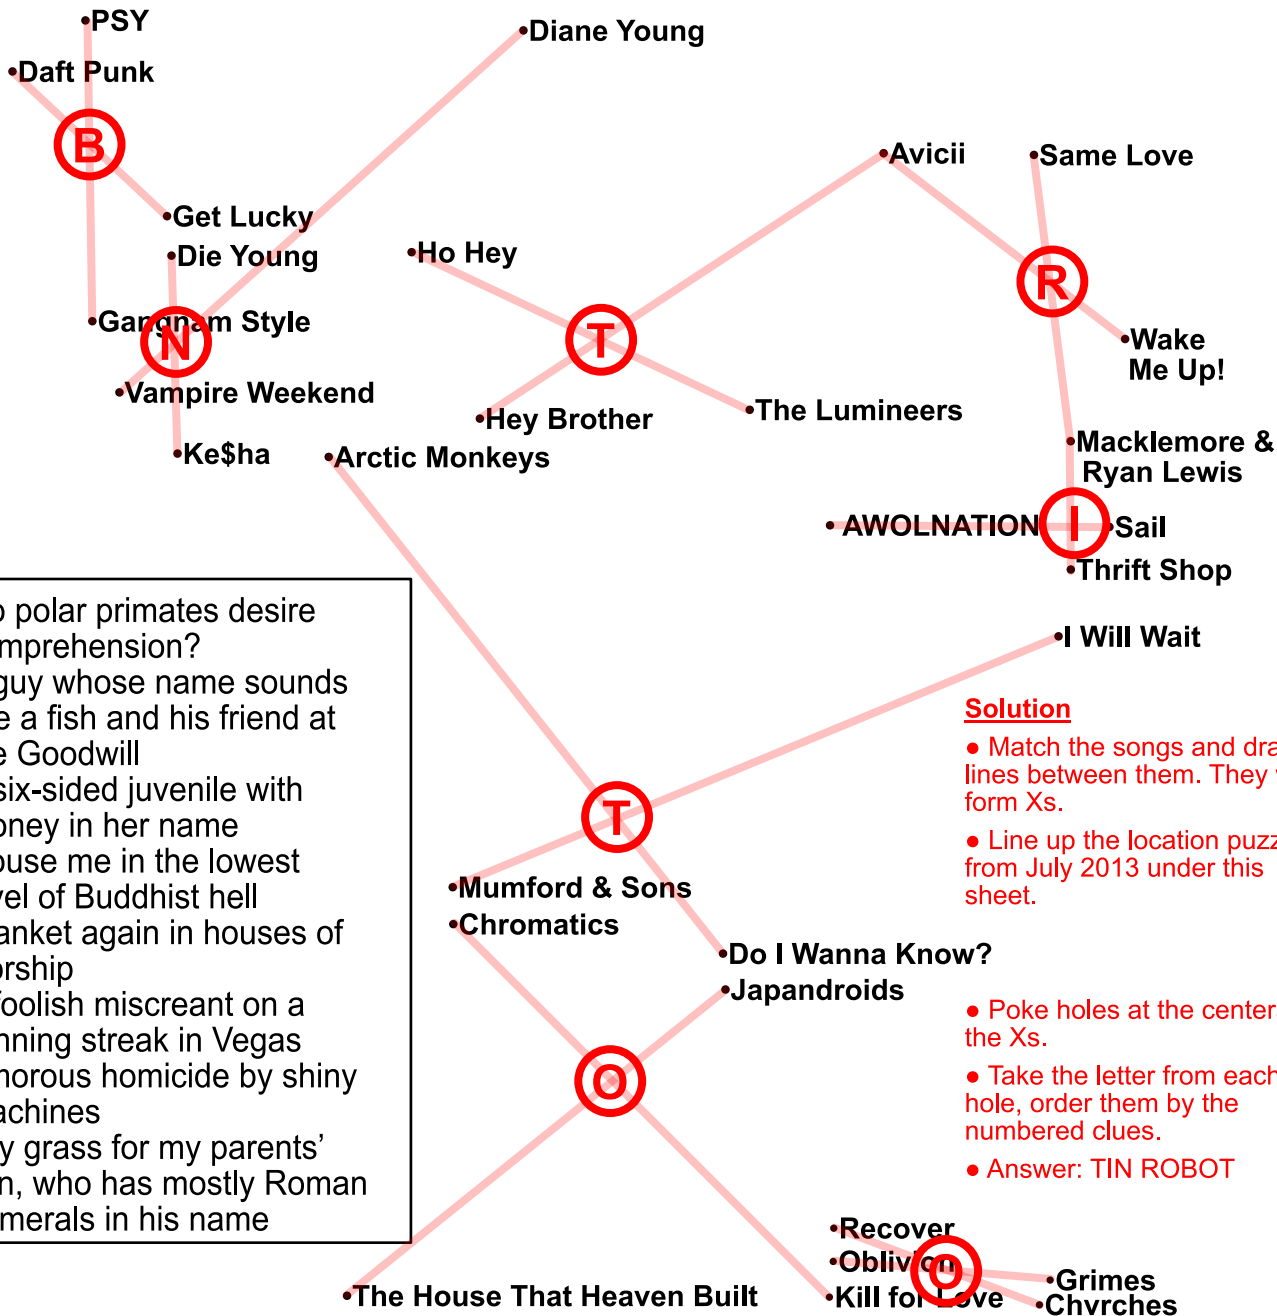 •PSY
•Diane Young
•Daft Punk
B
•Avicii
•Same Love
•Get Lucky
•Die Young
•Ho Hey
R
•Gangnam Style
N
T
•Wake
Me Up!
•Vampire Weekend
•Hey Brother
•The Lumineers
•Ke$ha
•Arctic Monkeys
•Macklemore &
Ryan Lewis
• AWOLNATION
I
•Sail
•Thrift Shop
•I Will Wait
polar primates desire
mprehension?
guy whose name sounds
e a fish and his friend at
e Goodwill
six-sided juvenile with
oney in her name
ouse me in the lowest
vel of Buddhist hell
anket again in houses of
orship
foolish miscreant on a
nning streak in Vegas
morous homicide by shiny
achines
y grass for my parents’
n, who has mostly Roman
merals in his name
Solution
● Match the songs and dra
lines between them. They
form Xs.
● Line up the location puzz
from July 2013 under this
sheet.
● Poke holes at the center
the Xs.
● Take the letter from each
hole, order them by the
numbered clues.
● Answer: TIN ROBOT
T
•Mumford & Sons
•Chromatics
•Do I Wanna Know?
•Japandroids
O
•Recover
•Oblivion
O
•Grimes
•The House That Heaven Built
•Kill for Love
•Chvrches